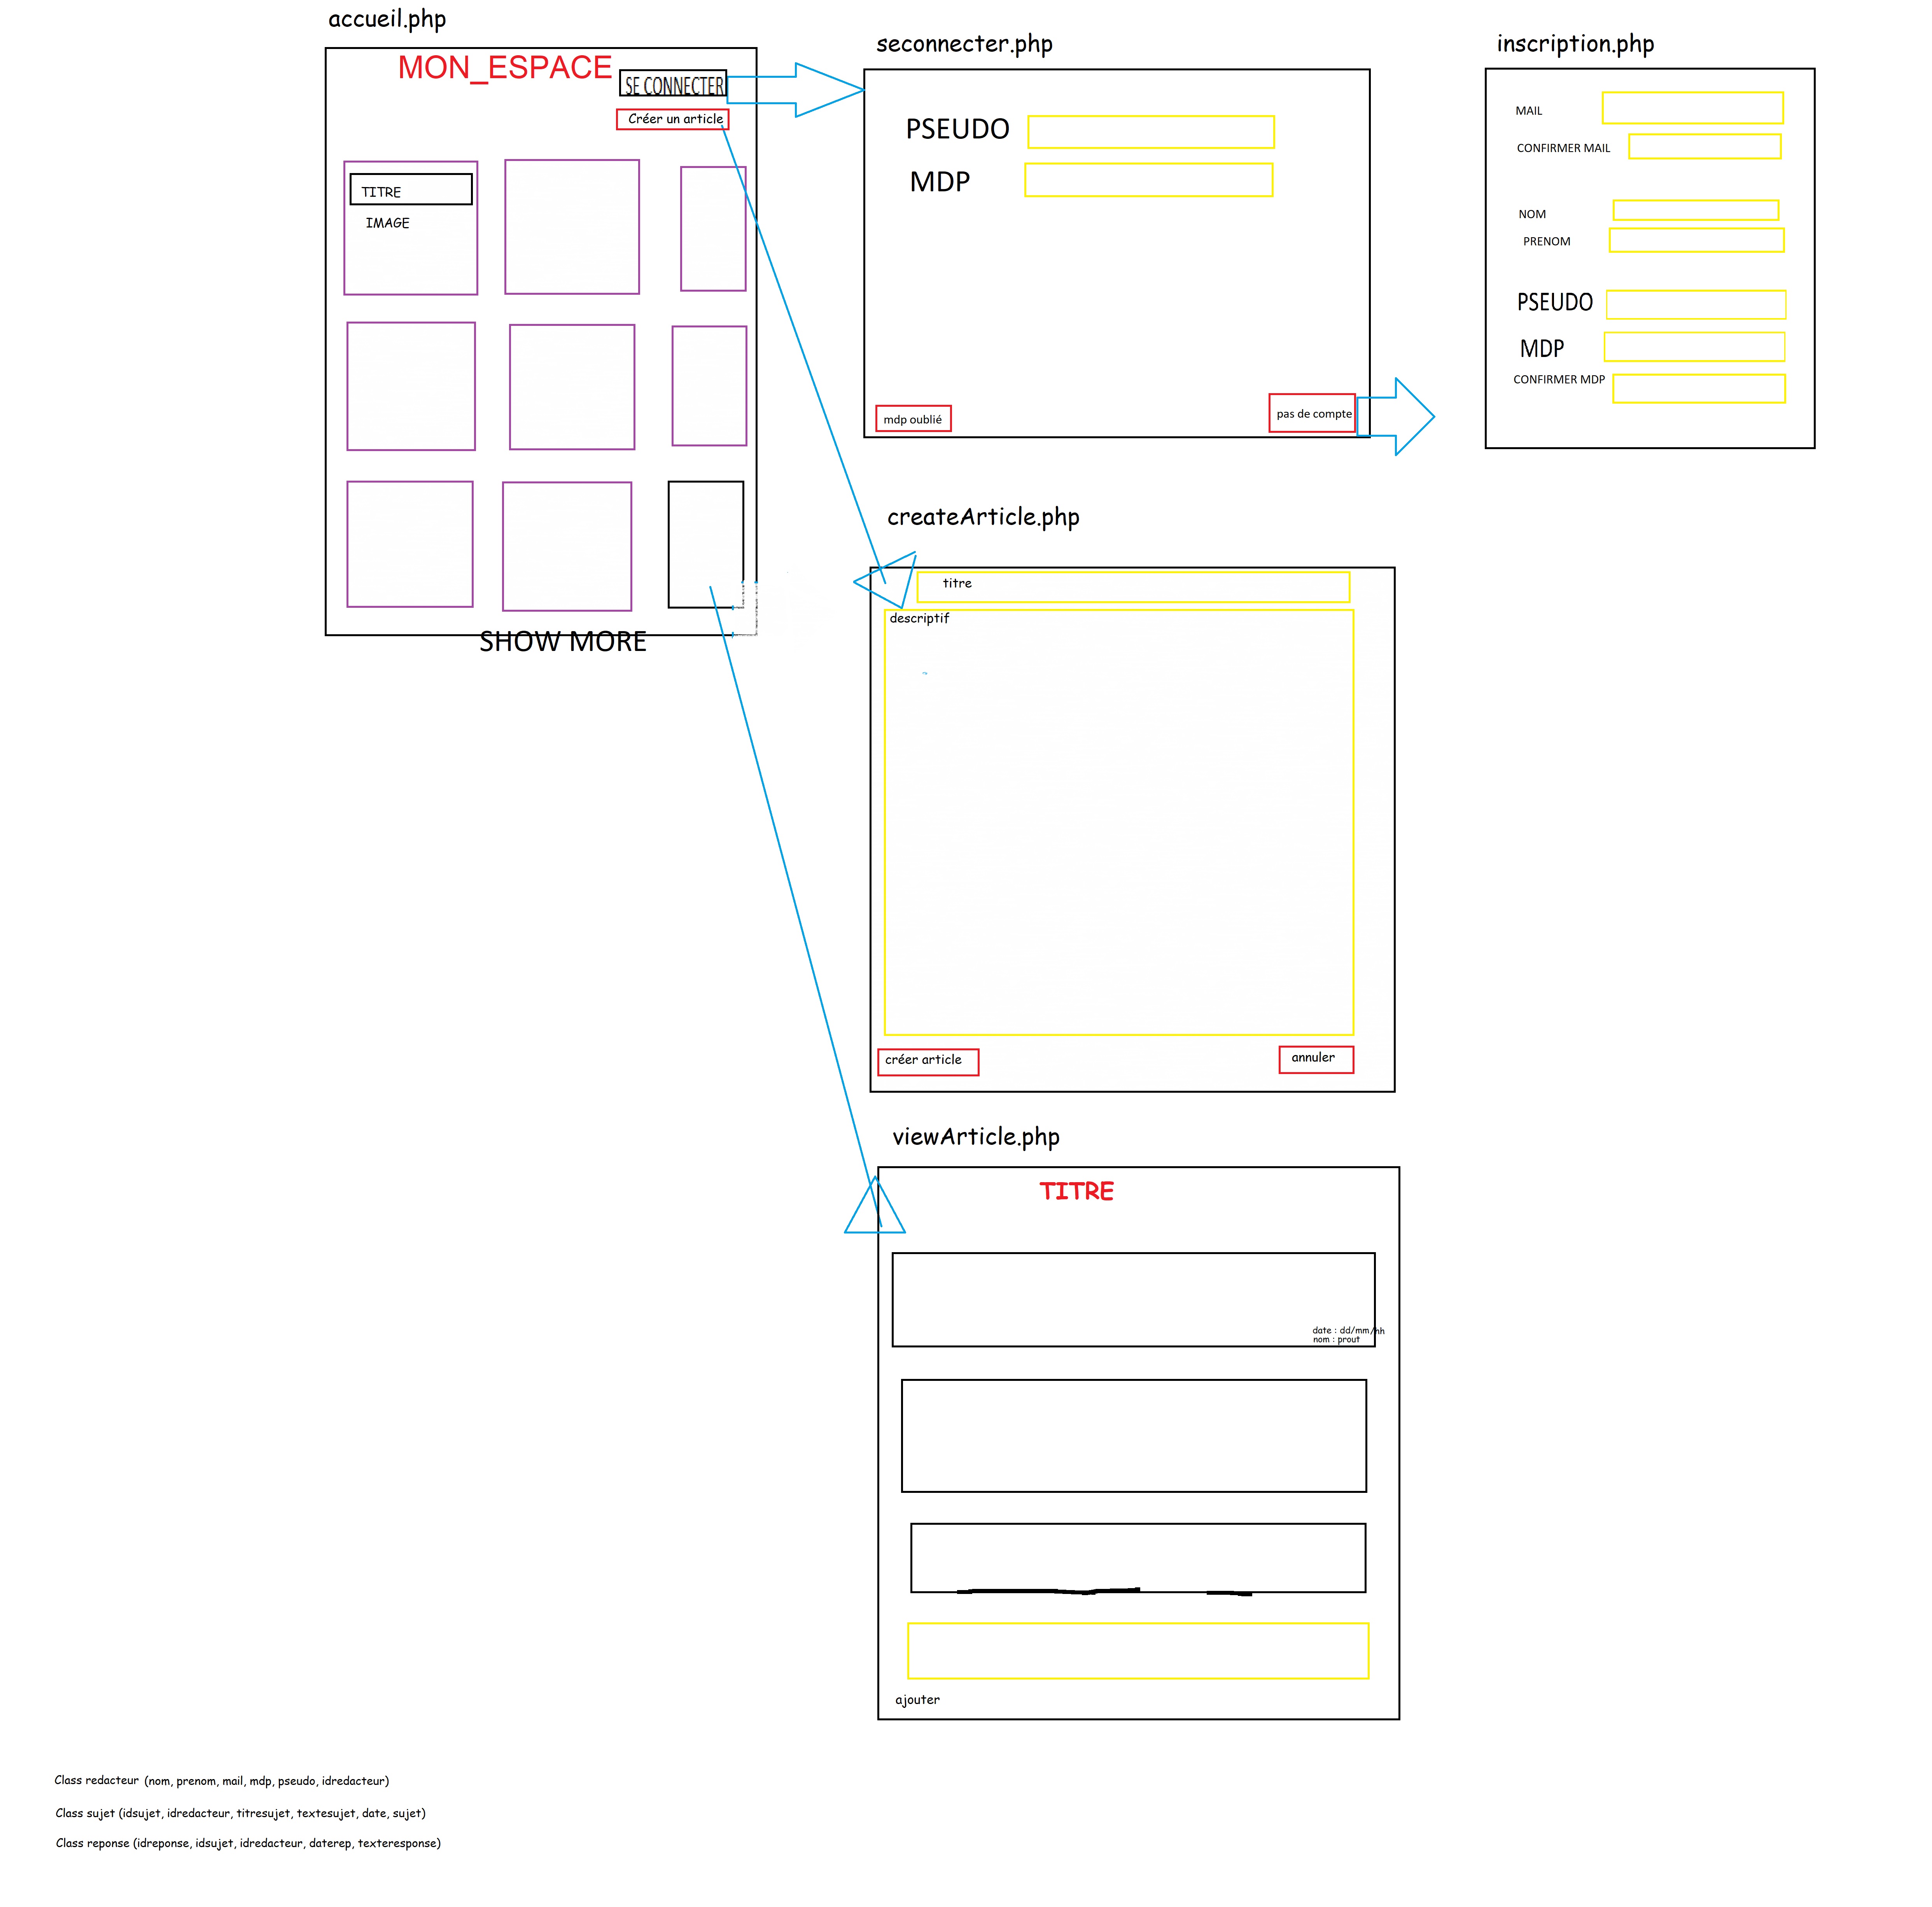 accueil.php
MON_ESPACE
SE CONNECTER
Créer un article
TITRE
IMAGE
SHOW MORE
seconnecter.php
PSEUDO
MDP
mdp oublié
pas de compte
inscription.php
MAIL
CONFIRMER MAIL
NOM
PRENOM
PSEUDO
MDP
CONFIRMER MDP
createArticle.php
titre
descriptif
créer article
annuler
viewArticle.php
TITRE
date : dd/mm/hh
nom : prout
ajouter
Class redacteur (nom, prenom, mail, mdp, pseudo, idredacteur)
Class sujet (idsujet, idredacteur, titresujet, textesujet, date, sujet)
Class reponse (idreponse, idsujet, idredacteur, daterep, texteresponse)